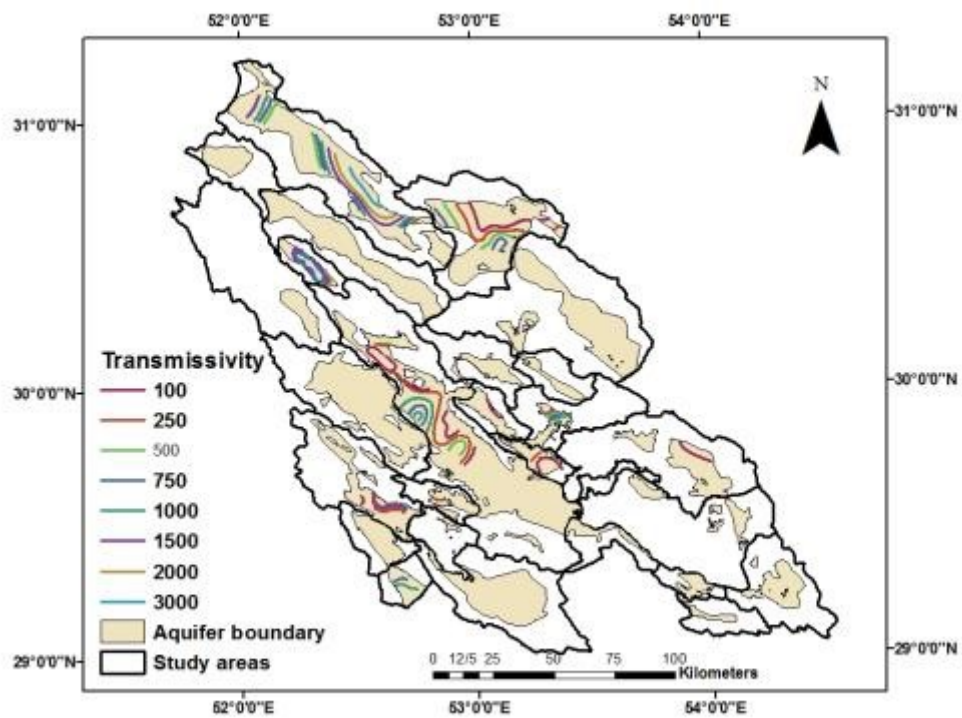 52°0'0"E 53°0'0"E 54°0'0"E
N
31°0'0"N 31°0'0"N
30°0'0"N 30°0'0"N
29°0'0"N 29°0'0"N
Transmissivity
100
250
500
750
1000
1500
2000
3000
Aquifer boundary
Study areas
0 12/5 25 50 75 100
Kilometers
52°0'0"E 53°0'0"E 54°0'0"E